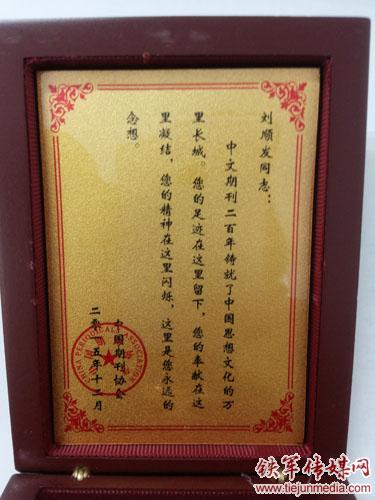 刘顺发同志：
中文期刊二百年铸就了中国思想文化的万
里长城。您的足迹在这里留下，您的奉献在这
里凝结，您的精神在这里闪烁，这里是您永远的
念想。
中国期刊协会
二零一五年十二月
CHINA PERIODICALS ASSOCIATION
铁军传媒网
www.tiejunmedia.com